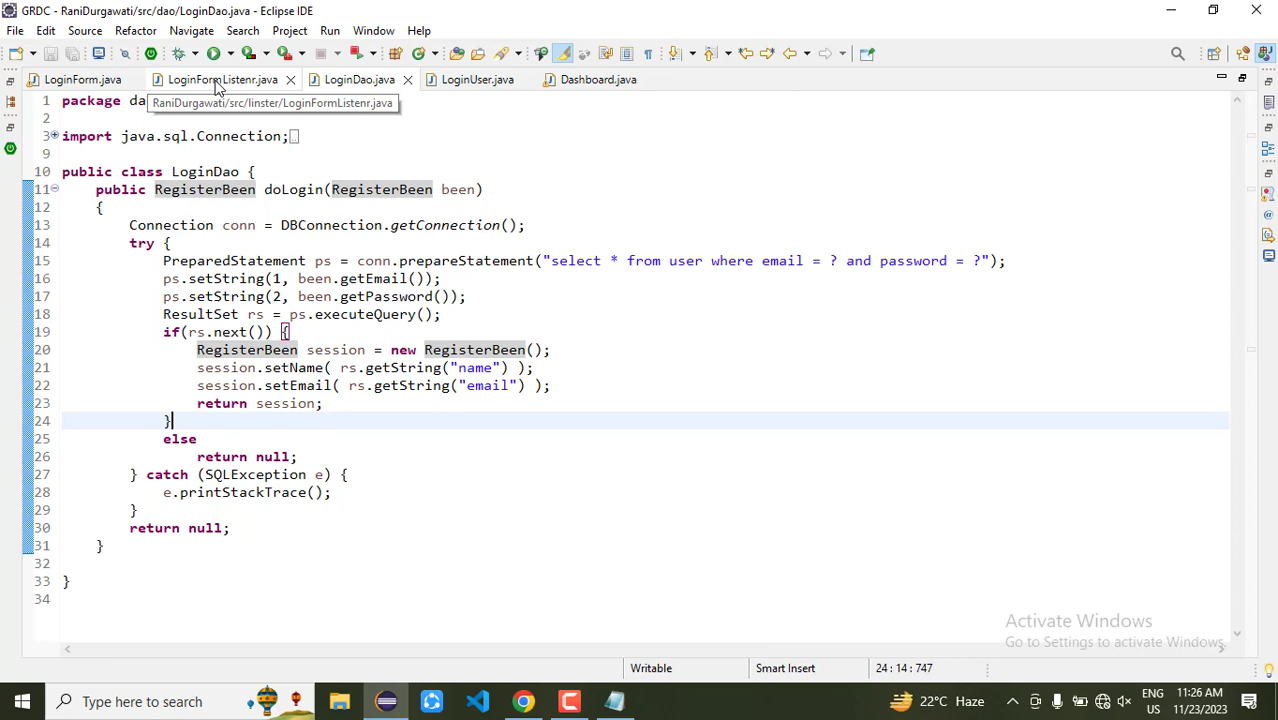 GRDC - RaniDurgawati/src/dao/LoginDao.java - Eclipse IDE
File Edit Source Refactor Navigate Search Project Run Window Help
LoginForm.java LoginFormListenr.java LoginDao.java LoginUser.java Dashboard.java
RaniDurgawati/src/linster/LoginFormListenr.java
1 package da
2
3 import java.sql.Connection;
9
10 public class LoginDao {
11 public RegisterBeen doLogin(RegisterBeen been)
12 {
13 Connection conn = DBConnection.getConnection();
14 try {
15 PreparedStatement ps = conn.prepareStatement("select * from user where email = ? and password = ?");
16 ps.setString(1, been.getEmail());
17 ps.setString(2, been.getPassword());
18 ResultSet rs = ps.executeQuery();
19 if(rs.next()) {
20 RegisterBeen session = new RegisterBeen();
21 session.setName( rs.getString("name") );
22 session.setEmail( rs.getString("email") );
23 return session;
24 }
25 else
26 return null;
27 } catch (SQLException e) {
28 e.printStackTrace();
29 }
30 return null;
31 }
32
33 }
34
Activate Windows
Go to Settings to activate Windows.
Writable Smart Insert 24 : 14 : 747
Type here to search
22°C Haze
ENG
US
11:26 AM
11/23/2023